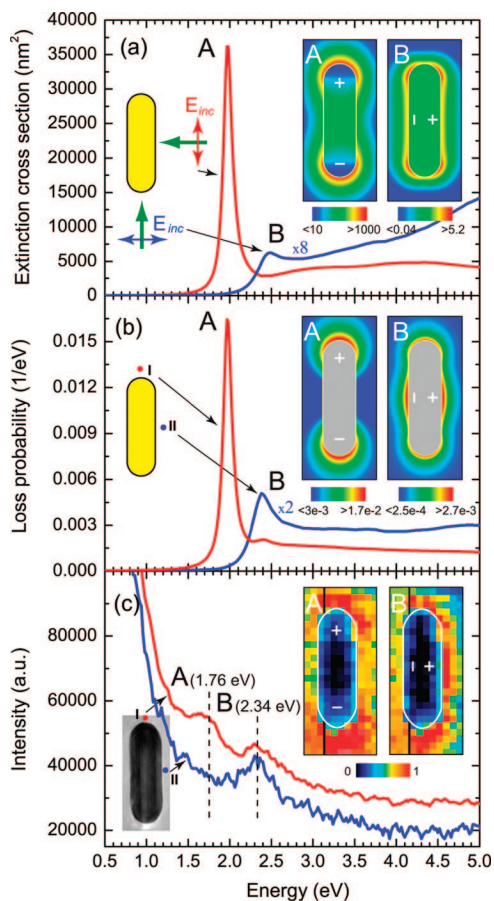 Extinction cross section (nm²)
40000
35000
30000
25000
20000
15000
10000
5000
0
(a)
A
E inc
E inc
B
x8
A
+
−
B
− +
<10 >1000
<0.04 >5.2
Loss probability (1/eV)
0.015
0.012
0.009
0.006
0.003
0.000
(b)
A
I
II
B
x2
A
+
−
B
− +
<3e-3 >1.7e-2
<2.5e-4 >2.7e-3
Intensity (a.u.)
80000
60000
40000
20000
(c)
A (1.76 eV)
B (2.34 eV)
I
II
A
+
−
B
− +
0 1
0.5 1.0 1.5 2.0 2.5 3.0 3.5 4.0 4.5 5.0
Energy (eV)